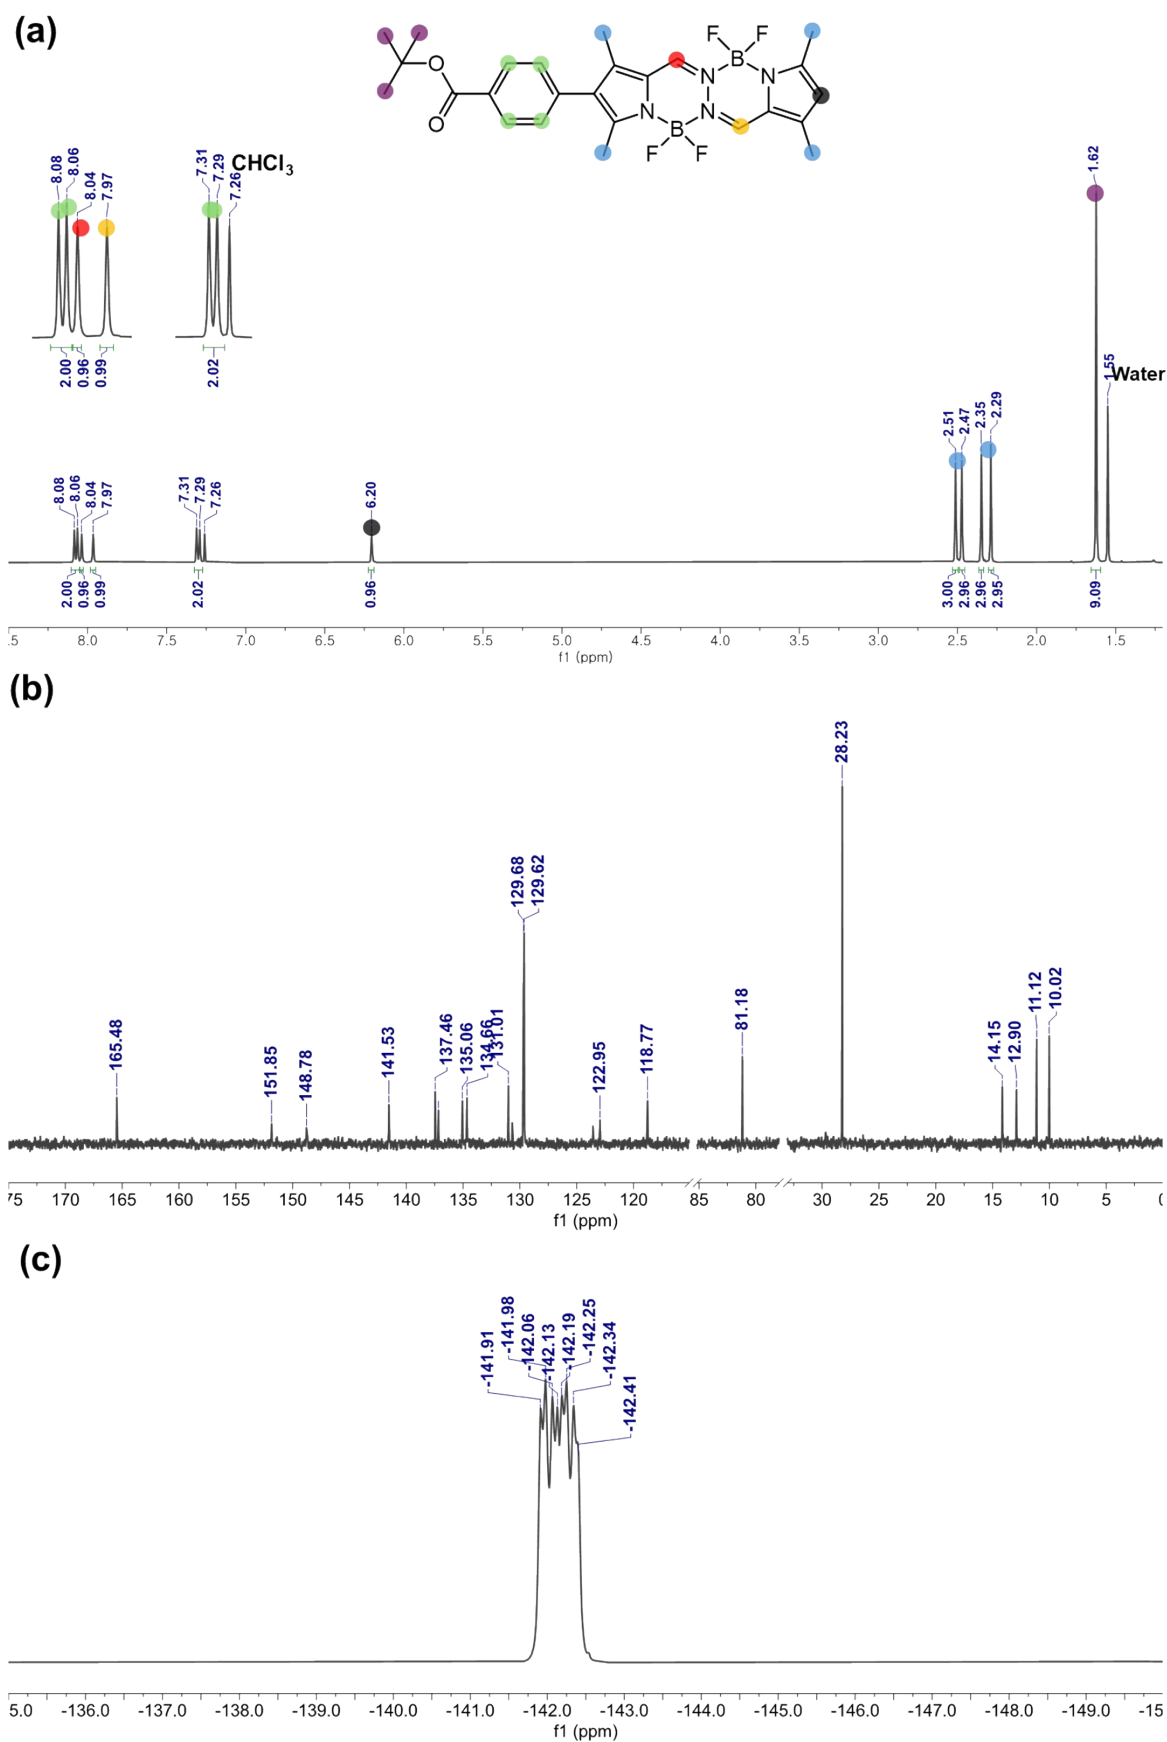 (a)
F F
B
O
N N
O
N N
B
F F
8.08 8.06 8.04 7.97
7.31 7.29 7.26
CHCl3
2.00 0.96 0.99
2.02
8.08 8.06 8.04 7.97 7.31 7.29 7.26 6.20 2.51 2.47 2.35 2.29 1.62 1.55
Water
2.00 0.96 0.99 2.02 0.96 3.00 2.96 2.96 2.95 9.09
.5 8.0 7.5 7.0 6.5 6.0 5.5 5.0 4.5 4.0 3.5 3.0 2.5 2.0 1.5
f1 (ppm)
(b)
165.48 151.85 148.78 141.53 137.46 135.06 134.66 131.01 129.68 129.62 122.95 118.77 81.18 28.23 14.15 12.90 11.12 10.02
75 170 165 160 155 150 145 140 135 130 125 120 85 80 30 25 20 15 10 5 0
f1 (ppm)
(c)
-141.91 -141.98 -142.06 -142.13 -142.19 -142.25 -142.34 -142.41
5.0 -136.0 -137.0 -138.0 -139.0 -140.0 -141.0 -142.0 -143.0 -144.0 -145.0 -146.0 -147.0 -148.0 -149.0 -15
f1 (ppm)